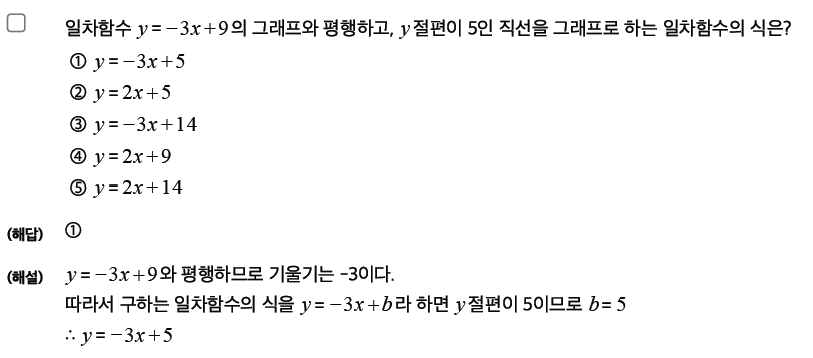 일차함수 y=−3x+9의 그래프와 평행하고, y절편이 5인 직선을 그래프로 하는 일차함수의 식은?
① y=−3x+5
② y=2x+5
③ y=−3x+14
④ y=2x+9
⑤ y=2x+14
(해답) ①
(해설) y=−3x+9와 평행하므로 기울기는 -3이다.
따라서 구하는 일차함수의 식을 y=−3x+b라 하면 y절편이 5이므로 b=5
∴ y=−3x+5